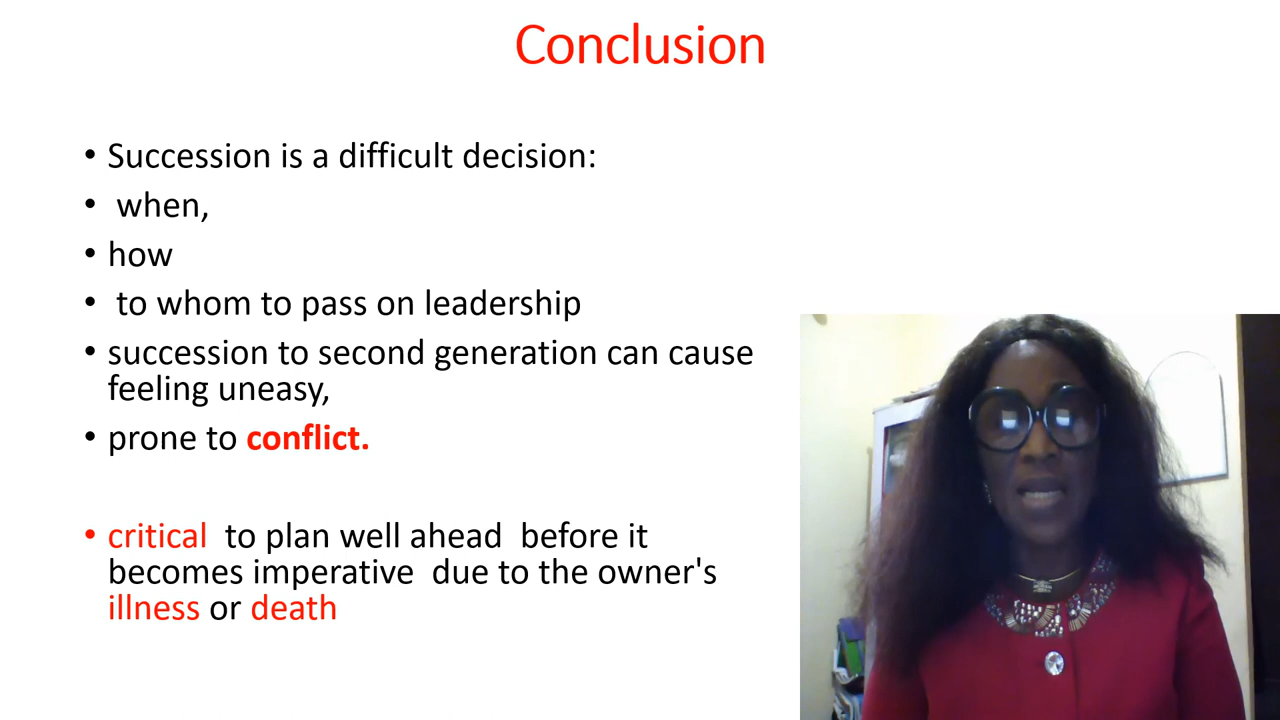 Conclusion
• Succession is a difficult decision:
• when,
• how
• to whom to pass on leadership
• succession to second generation can cause
feeling uneasy,
• prone to conflict.
• critical to plan well ahead before it
becomes imperative due to the owner's
illness or death